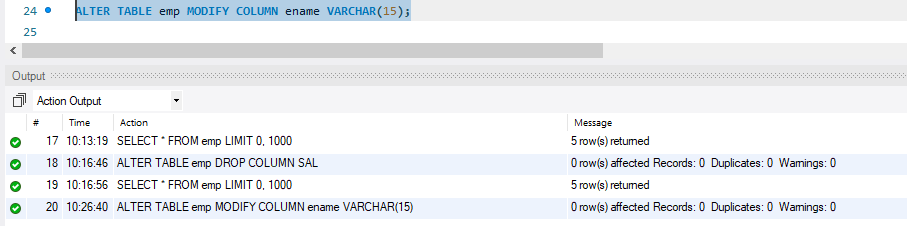 24 ALTER TABLE emp MODIFY COLUMN ename VARCHAR(15);
25
Output
Action Output
# Time Action Message
17 10:13:19 SELECT * FROM emp LIMIT 0, 1000 5 row(s) returned
18 10:16:46 ALTER TABLE emp DROP COLUMN SAL 0 row(s) affected Records: 0 Duplicates: 0 Warnings: 0
19 10:16:56 SELECT * FROM emp LIMIT 0, 1000 5 row(s) returned
20 10:26:40 ALTER TABLE emp MODIFY COLUMN ename VARCHAR(15) 0 row(s) affected Records: 0 Duplicates: 0 Warnings: 0